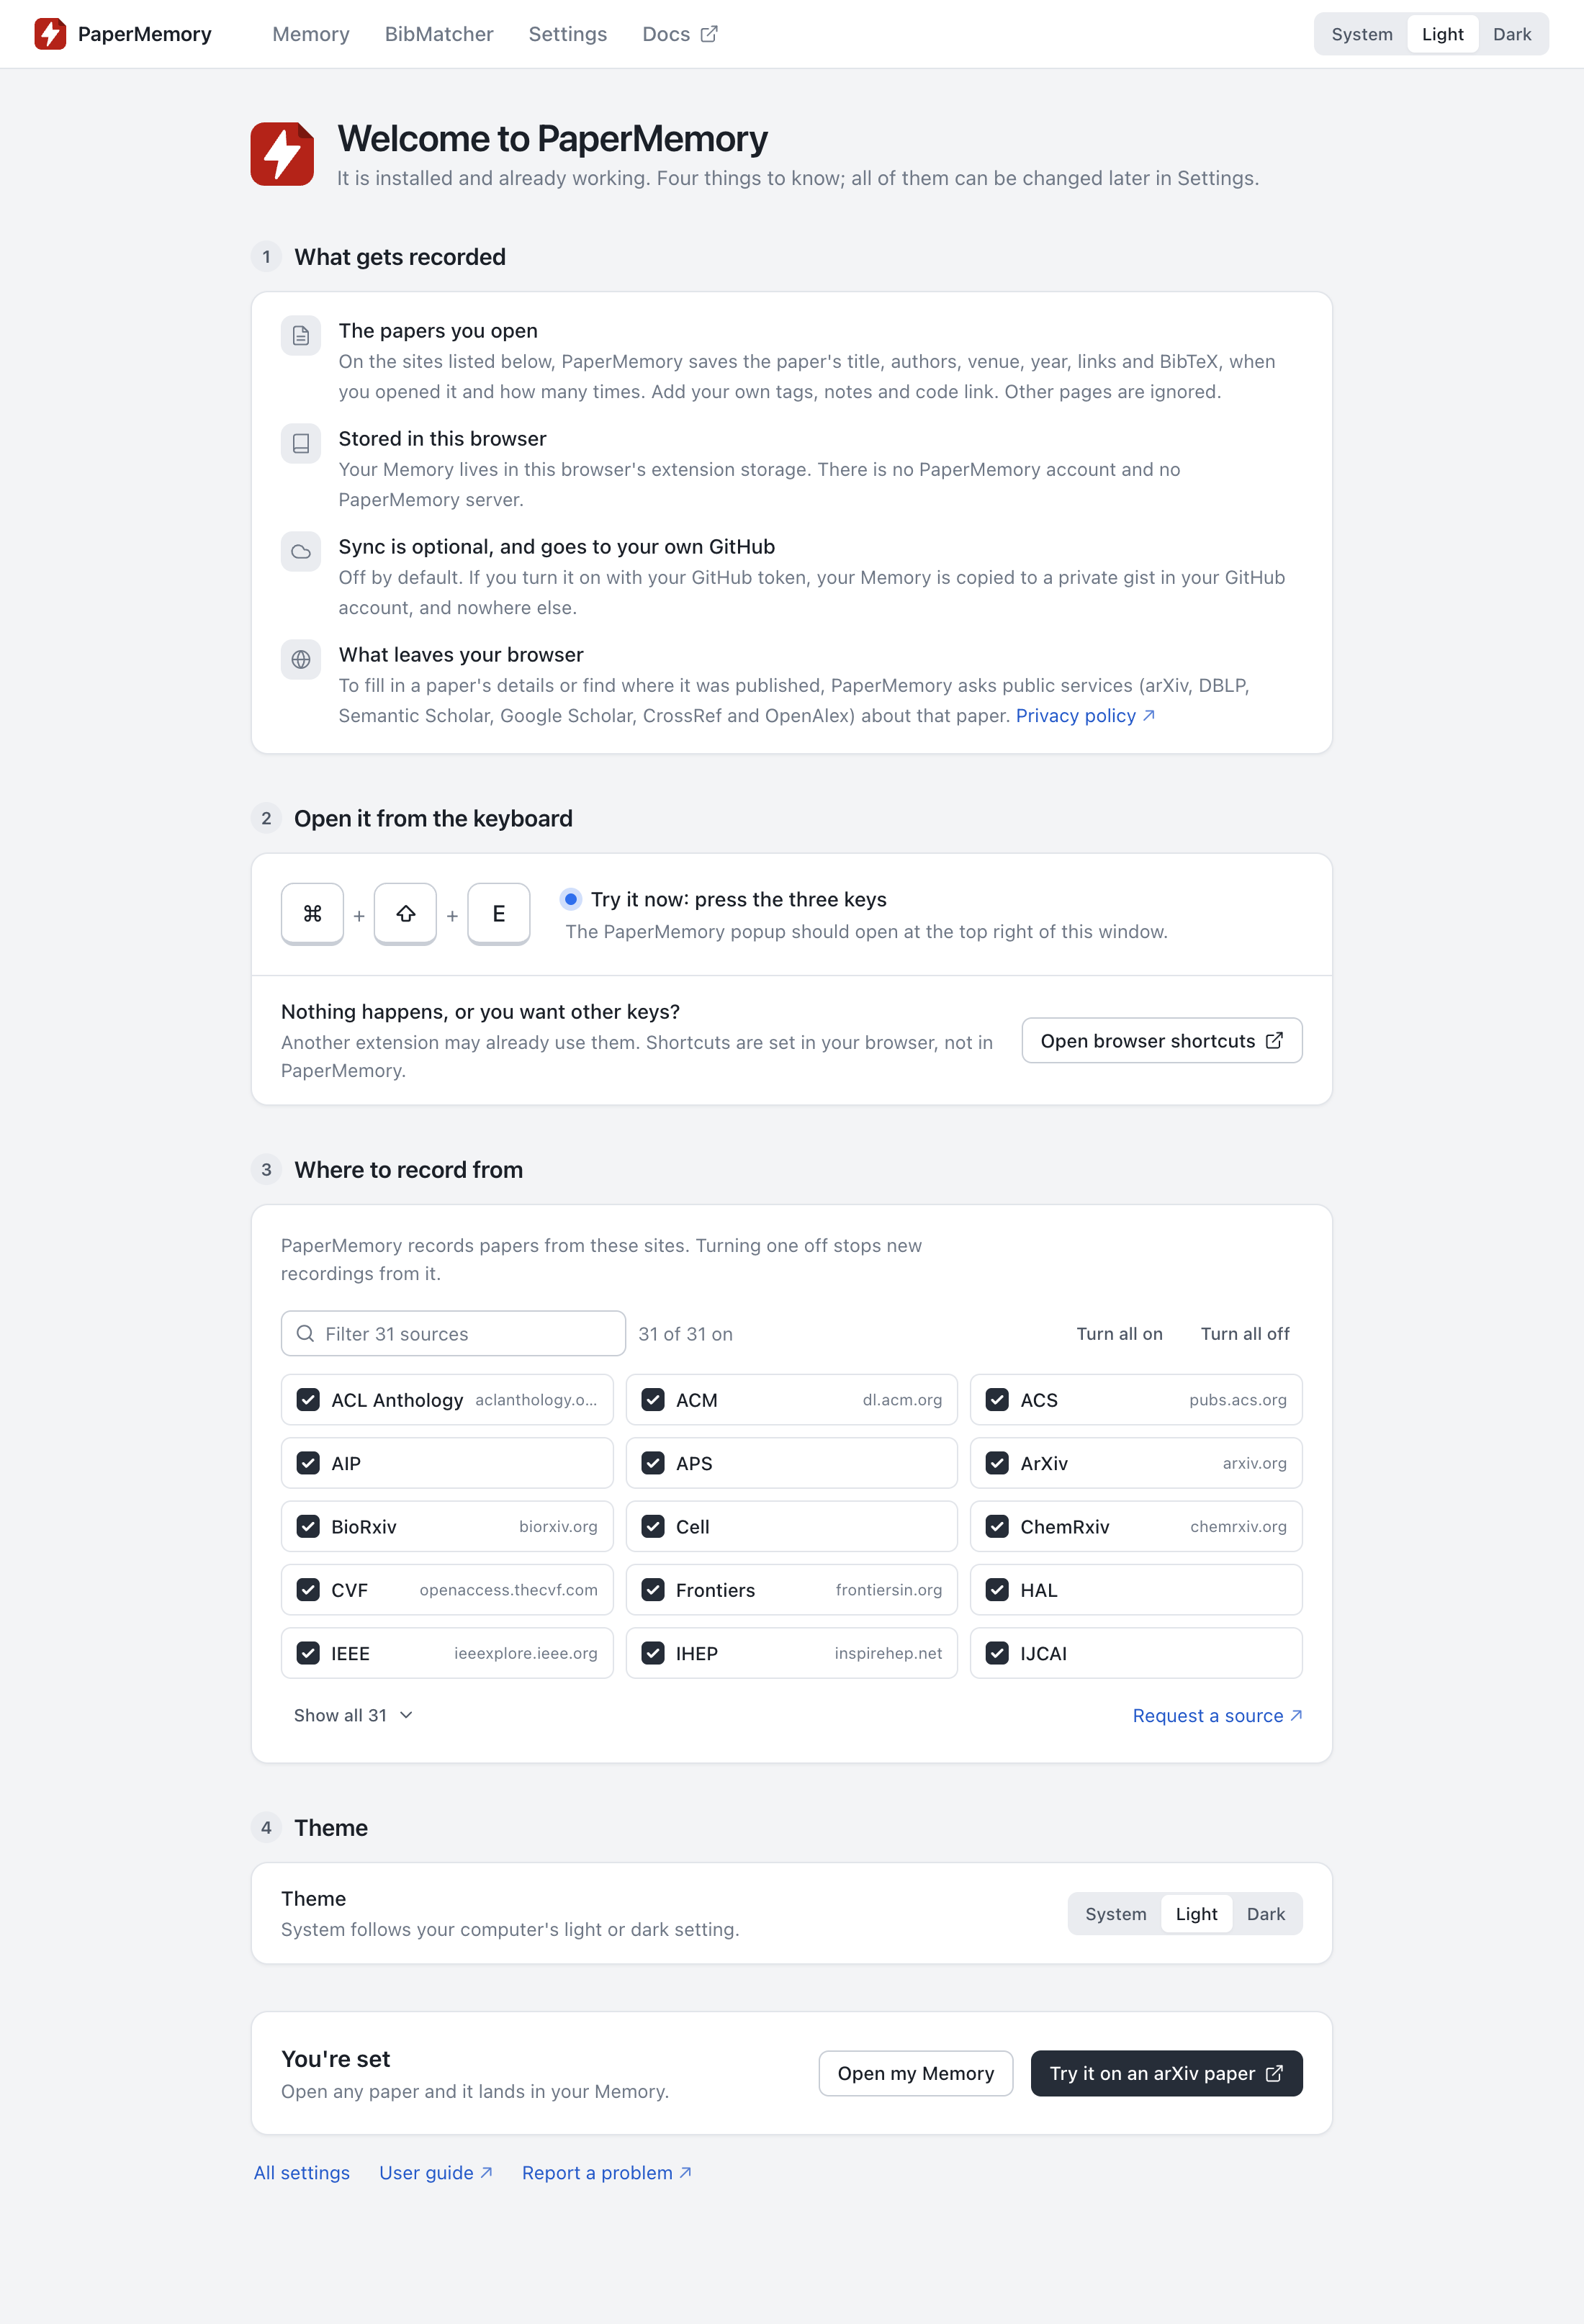 PaperMemory Memory BibMatcher Settings Docs System Light Dark
Welcome to PaperMemory
It is installed and already working. Four things to know; all of them can be changed later in Settings.
1 What gets recorded
The papers you open
On the sites listed below, PaperMemory saves the paper's title, authors, venue, year, links and BibTeX, when
you opened it and how many times. Add your own tags, notes and code link. Other pages are ignored.
Stored in this browser
Your Memory lives in this browser's extension storage. There is no PaperMemory account and no
PaperMemory server.
Sync is optional, and goes to your own GitHub
Off by default. If you turn it on with your GitHub token, your Memory is copied to a private gist in your GitHub
account, and nowhere else.
What leaves your browser
To fill in a paper's details or find where it was published, PaperMemory asks public services (arXiv, DBLP,
Semantic Scholar, Google Scholar, CrossRef and OpenAlex) about that paper. Privacy policy ↗
2 Open it from the keyboard
⌘ + ⇧ + E
Try it now: press the three keys
The PaperMemory popup should open at the top right of this window.
Nothing happens, or you want other keys?
Another extension may already use them. Shortcuts are set in your browser, not in
PaperMemory.
Open browser shortcuts
3 Where to record from
PaperMemory records papers from these sites. Turning one off stops new
recordings from it.
Filter 31 sources 31 of 31 on Turn all on Turn all off
ACL Anthology aclanthology.o... ACM dl.acm.org ACS pubs.acs.org
AIP APS ArXiv arxiv.org
BioRxiv biorxiv.org Cell ChemRxiv chemrxiv.org
CVF openaccess.thecvf.com Frontiers frontiersin.org HAL
IEEE ieeexplore.ieee.org IHEP inspirehep.net IJCAI
Show all 31 Request a source ↗
4 Theme
Theme
System follows your computer's light or dark setting.
System Light Dark
You're set
Open any paper and it lands in your Memory.
Open my Memory Try it on an arXiv paper
All settings User guide ↗ Report a problem ↗